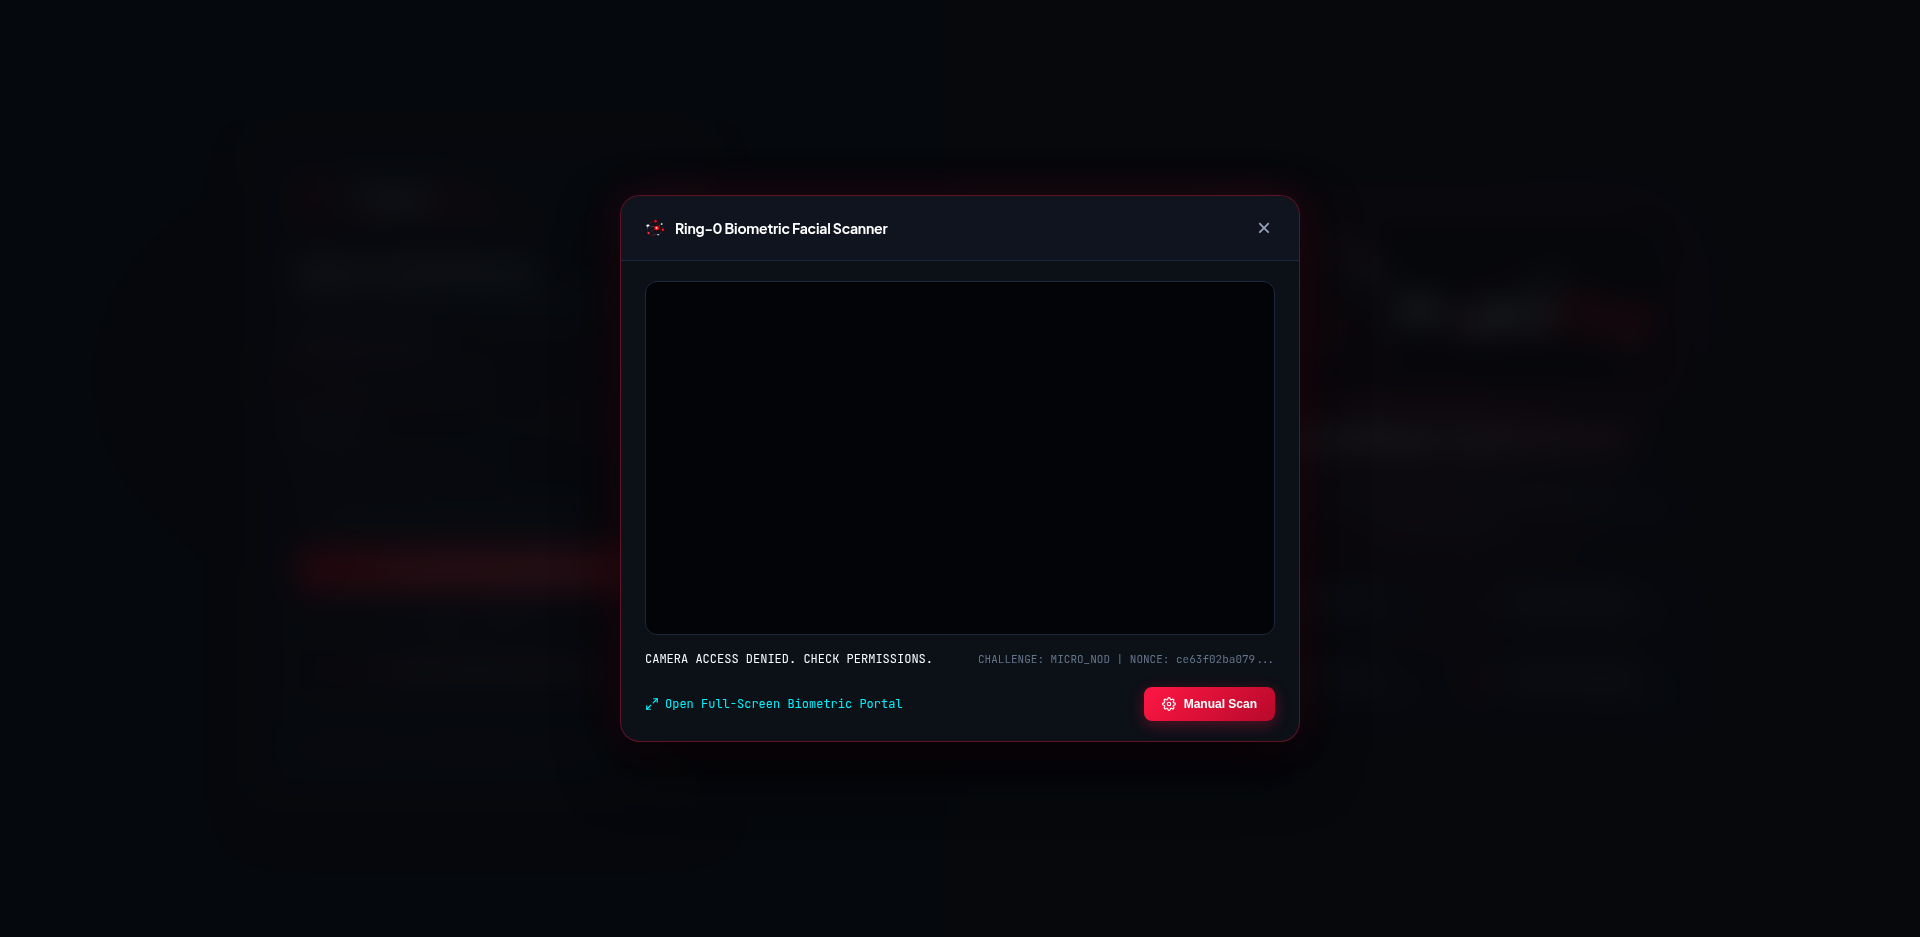 Ring-0 Biometric Facial Scanner
CAMERA ACCESS DENIED. CHECK PERMISSIONS.
CHALLENGE: MICRO_NOD | NONCE: ce63f02ba079...
Open Full-Screen Biometric Portal
Manual Scan